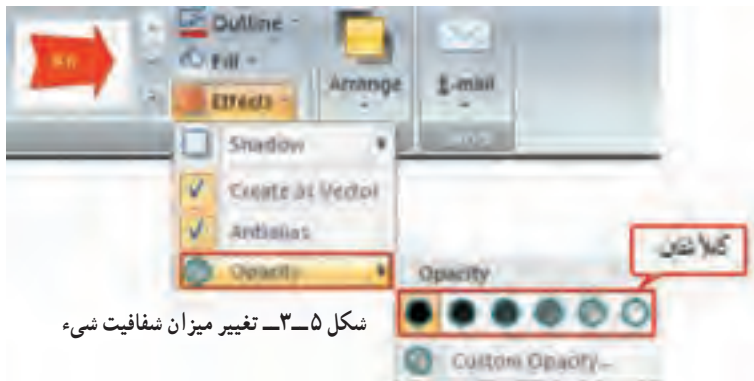 Outline
Fill
Effects
Arrange
E-mail
Shadow
Create as Vector
Antialias
Opacity
Opacity
کاملاً شفاف
Custom Opacity...
شکل ۵ــ۳ــ تغییر میزان شفافیت شیء